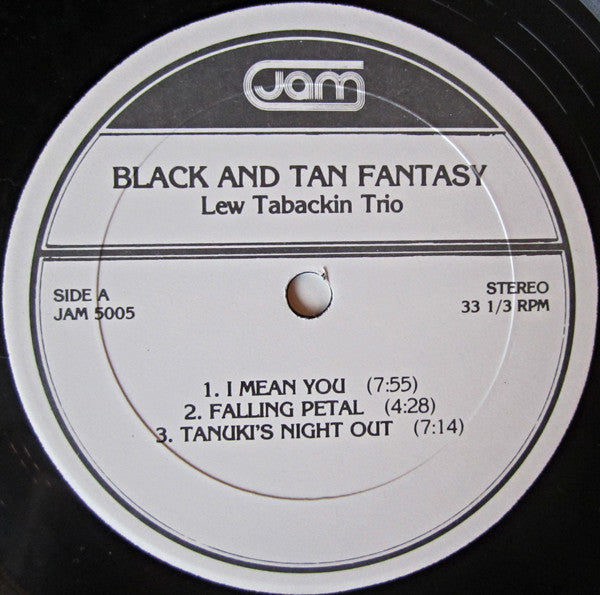 Jam
BLACK AND TAN FANTASY
Lew Tabackin Trio
SIDE A
JAM 5005
STEREO
33 1/3 RPM
1. I MEAN YOU (7:55)
2. FALLING PETAL (4:28)
3. TANUKI'S NIGHT OUT (7:14)